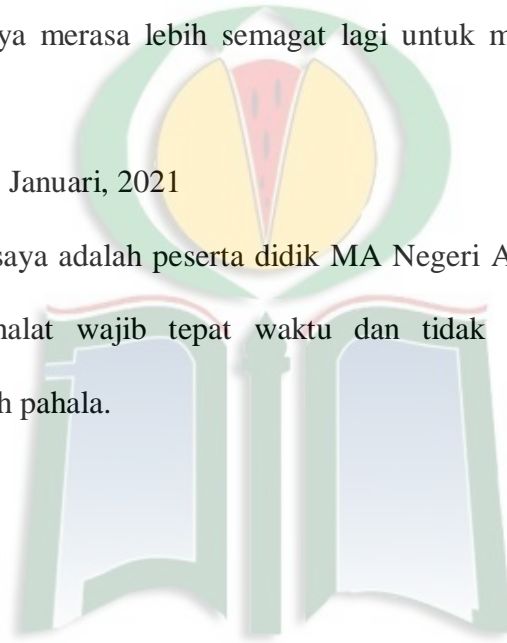 ya merasa lebih semagat lagi untuk m
Januari, 2021
saya adalah peserta didik MA Negeri A
halat wajib tepat waktu dan tidak
h pahala.